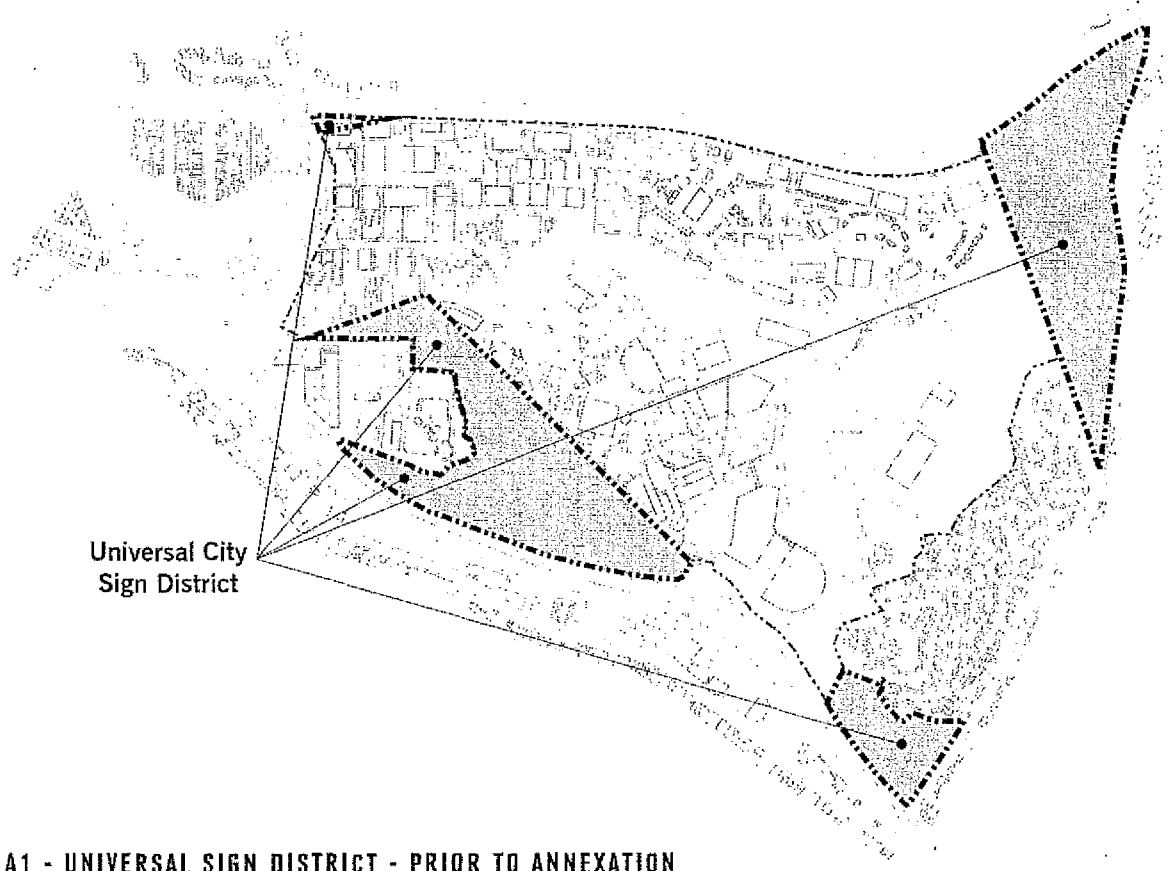 Universal City
Sign District
A1 - UNIVERSAL SIGN DISTRICT - PRIOR TO ANNEXATION